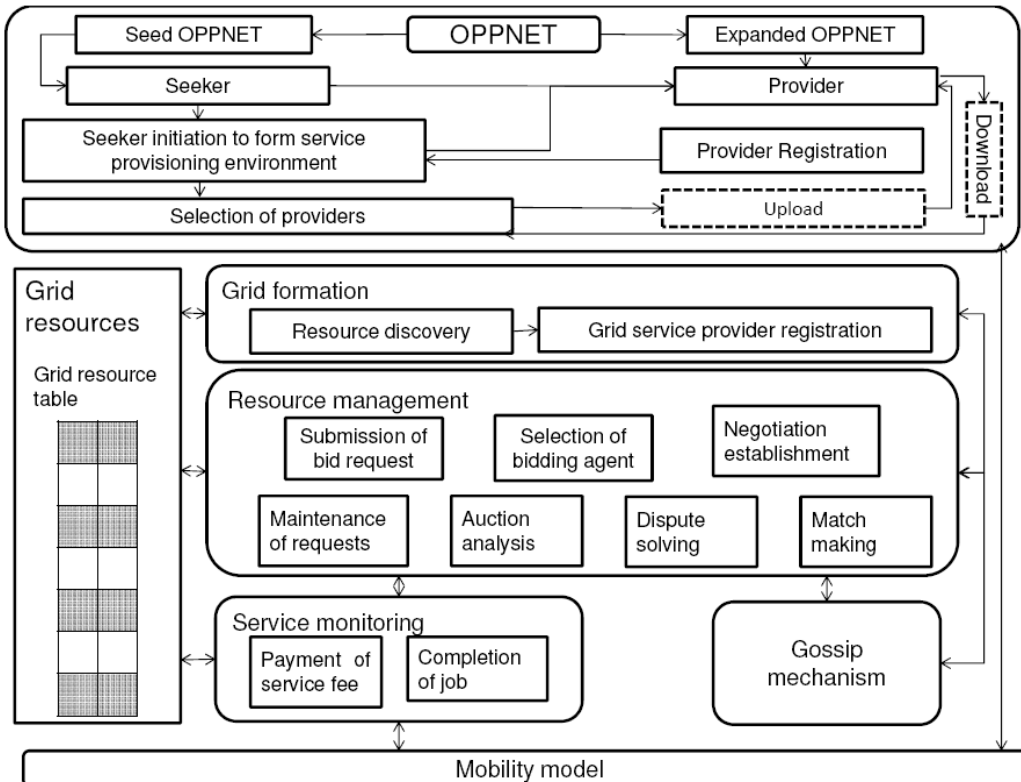 Seed OPPNET
OPPNET
Expanded OPPNET
Seeker
Provider
Seeker initiation to form service
provisioning environment
Provider Registration
Download
Selection of providers
Upload
Grid
resources
Grid resource
table
Grid formation
Resource discovery
Grid service provider registration
Resource management
Submission of
bid request
Selection of
bidding agent
Negotiation
establishment
Maintenance
of requests
Auction
analysis
Dispute
solving
Match
making
Service monitoring
Payment of
service fee
Completion
of job
Gossip
mechanism
Mobility model